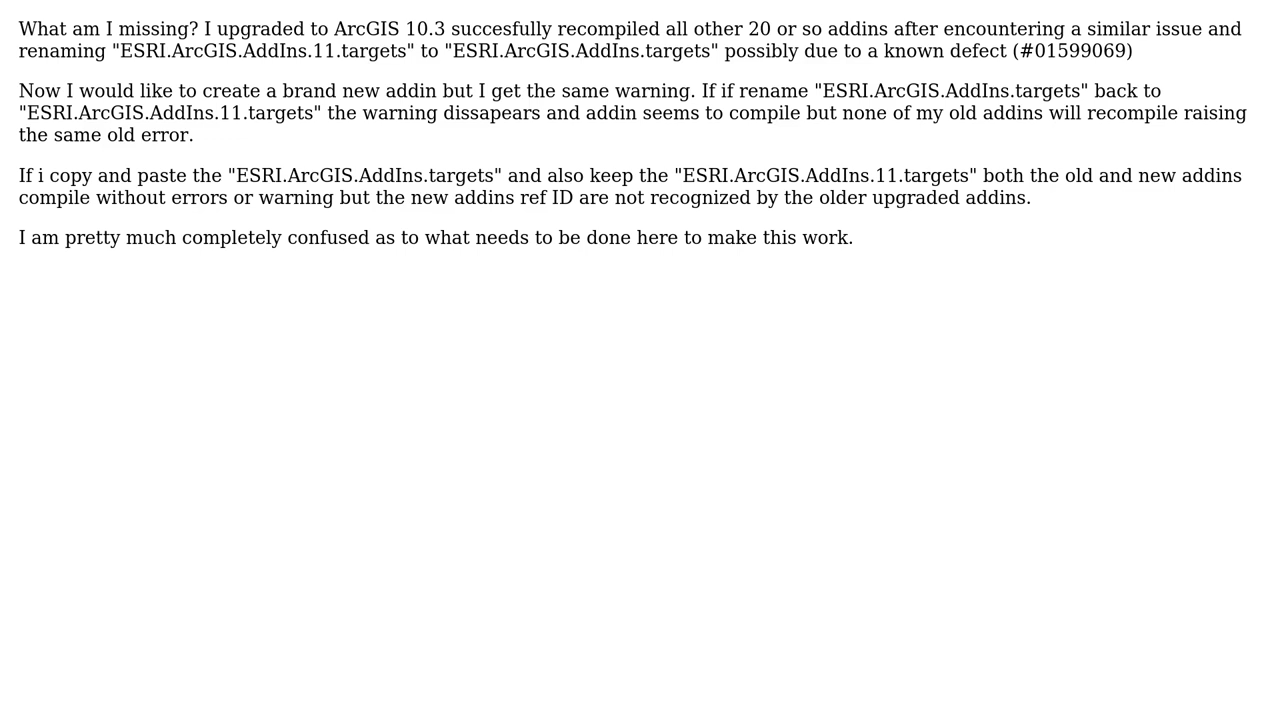 What am I missing? I upgraded to ArcGIS 10.3 succesfully recompiled all other 20 or so addins after encountering a similar issue and
renaming "ESRI.ArcGIS.AddIns.11.targets" to "ESRI.ArcGIS.AddIns.targets" possibly due to a known defect (#01599069)
Now I would like to create a brand new addin but I get the same warning. If if rename "ESRI.ArcGIS.AddIns.targets" back to
"ESRI.ArcGIS.AddIns.11.targets" the warning dissapears and addin seems to compile but none of my old addins will recompile raising
the same old error.
If i copy and paste the "ESRI.ArcGIS.AddIns.targets" and also keep the "ESRI.ArcGIS.AddIns.11.targets" both the old and new addins
compile without errors or warning but the new addins ref ID are not recognized by the older upgraded addins.
I am pretty much completely confused as to what needs to be done here to make this work.